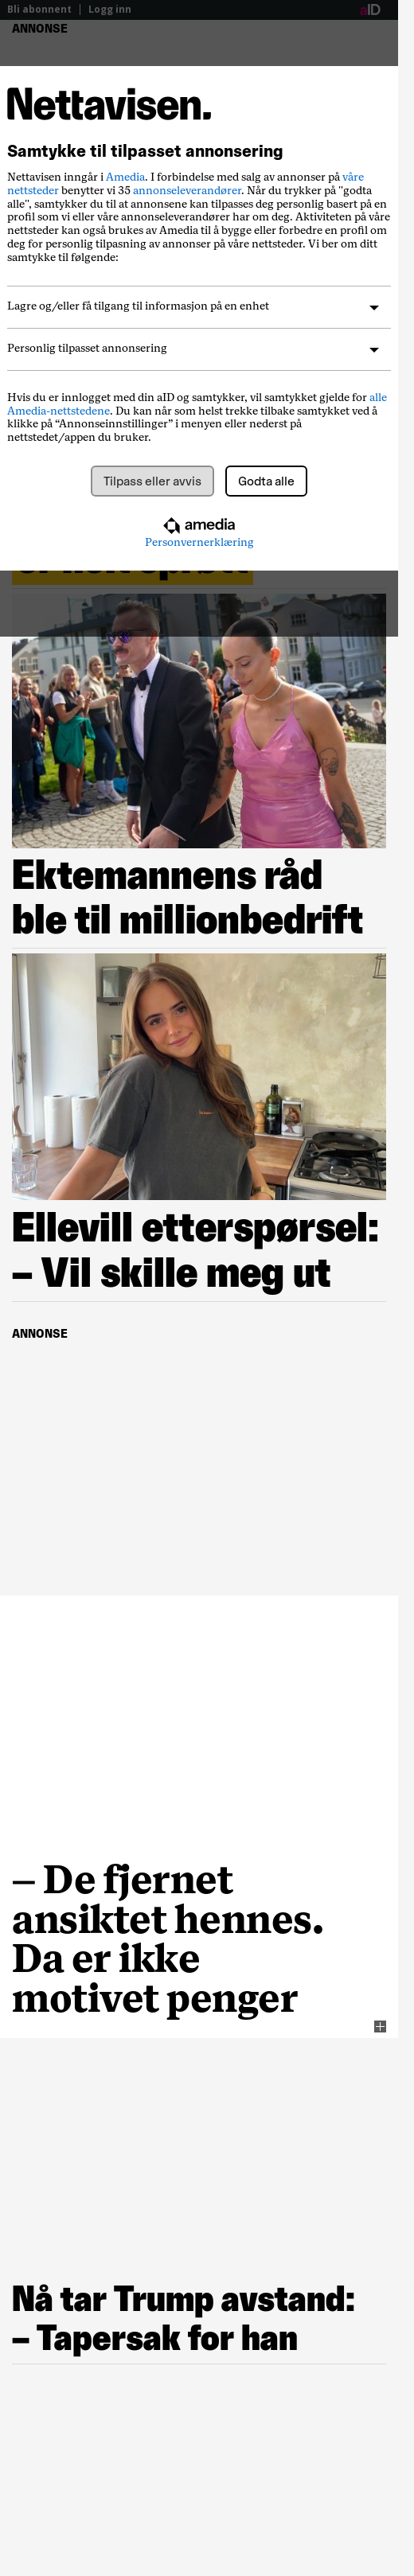 Bli abonnent | Logg inn
aID
ANNONSE
Nettavisen.
Samtykke til tilpasset annonsering
Nettavisen inngår i Amedia. I forbindelse med salg av annonser på våre
nettsteder benytter vi 35 annonseleverandører. Når du trykker på "godta
alle", samtykker du til at annonsene kan tilpasses deg personlig basert på en
profil som vi eller våre annonseleverandører har om deg. Aktiviteten på våre
nettsteder kan også brukes av Amedia til å bygge eller forbedre en profil om
deg for personlig tilpasning av annonser på våre nettsteder. Vi ber om ditt
samtykke til følgende:
Lagre og/eller få tilgang til informasjon på en enhet
Personlig tilpasset annonsering
Hvis du er innlogget med din aID og samtykker, vil samtykket gjelde for alle
Amedia-nettstedene. Du kan når som helst trekke tilbake samtykket ved å
klikke på “Annonseinnstillinger” i menyen eller nederst på
nettstedet/appen du bruker.
Tilpass eller avvis
Godta alle
amedia
Personvernerklæring
Ektemannens råd
ble til millionbedrift
Ellevill etterspørsel:
– Vil skille meg ut
ANNONSE
– De fjernet
ansiktet hennes.
Da er ikke
motivet penger
Nå tar Trump avstand:
– Tapersak for han